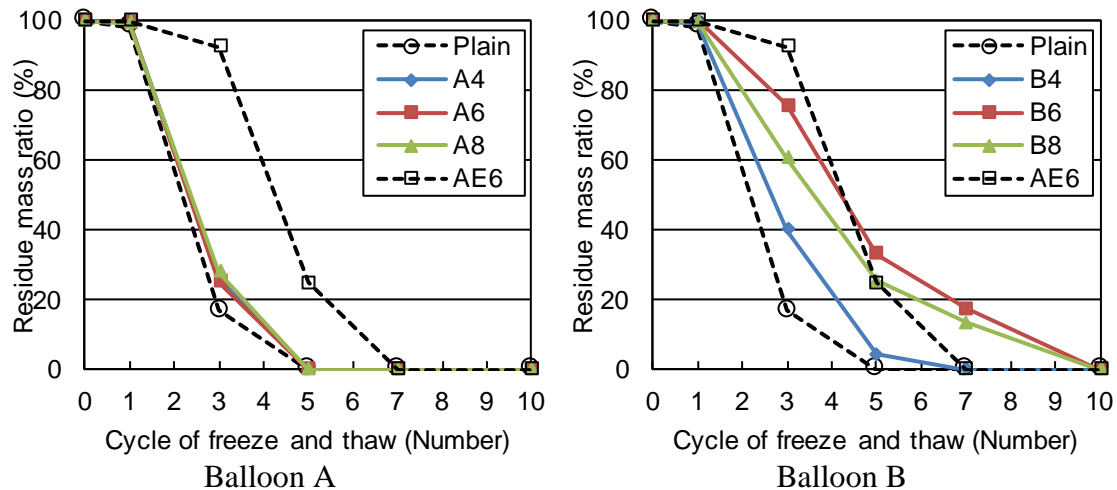 Residue mass ratio (%)
100
80
60
40
20
0
Plain
A4
A6
A8
AE6
0 1 2 3 4 5 6 7 8 9 10
Cycle of freeze and thaw (Number)
Balloon A
Residue mass ratio (%)
100
80
60
40
20
0
Plain
B4
B6
B8
AE6
0 1 2 3 4 5 6 7 8 9 10
Cycle of freeze and thaw (Number)
Balloon B